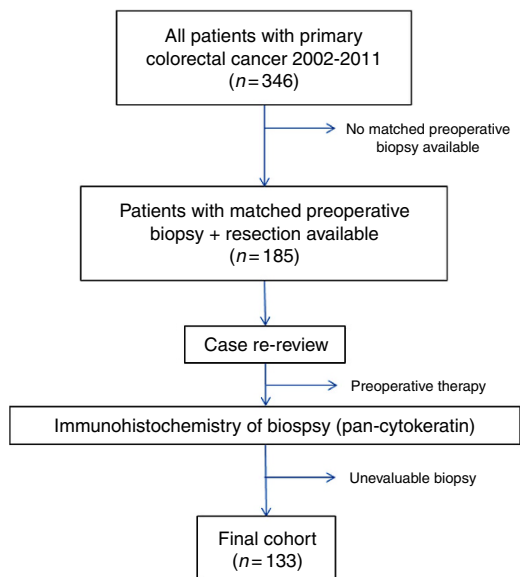 All patients with primary
colorectal cancer 2002-2011
(n=346)
No matched preoperative
biopsy available
Patients with matched preoperative
biopsy + resection available
(n=185)
Case re-review
Preoperative therapy
Immunohistochemistry of biospsy (pan-cytokeratin)
Unevaluable biopsy
Final cohort
(n=133)